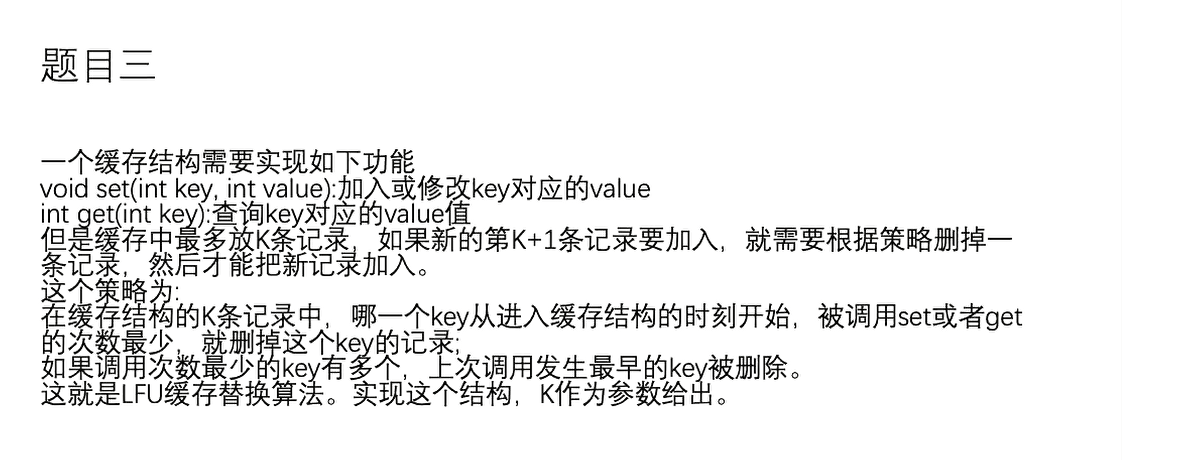 题目三
一个缓存结构需要实现如下功能
void set(int key, int value):加入或修改key对应的value
int get(int key):查询key对应的value值
但是缓存中最多放K条记录，如果新的第K+1条记录要加入，就需要根据策略删掉一
条记录，然后才能把新记录加入。
这个策略为:
在缓存结构的K条记录中，哪一个key从进入缓存结构的时刻开始，被调用set或者get
的次数最少，就删掉这个key的记录;
如果调用次数最少的key有多个，上次调用发生最早的key被删除。
这就是LFU缓存替换算法。实现这个结构，K作为参数给出。